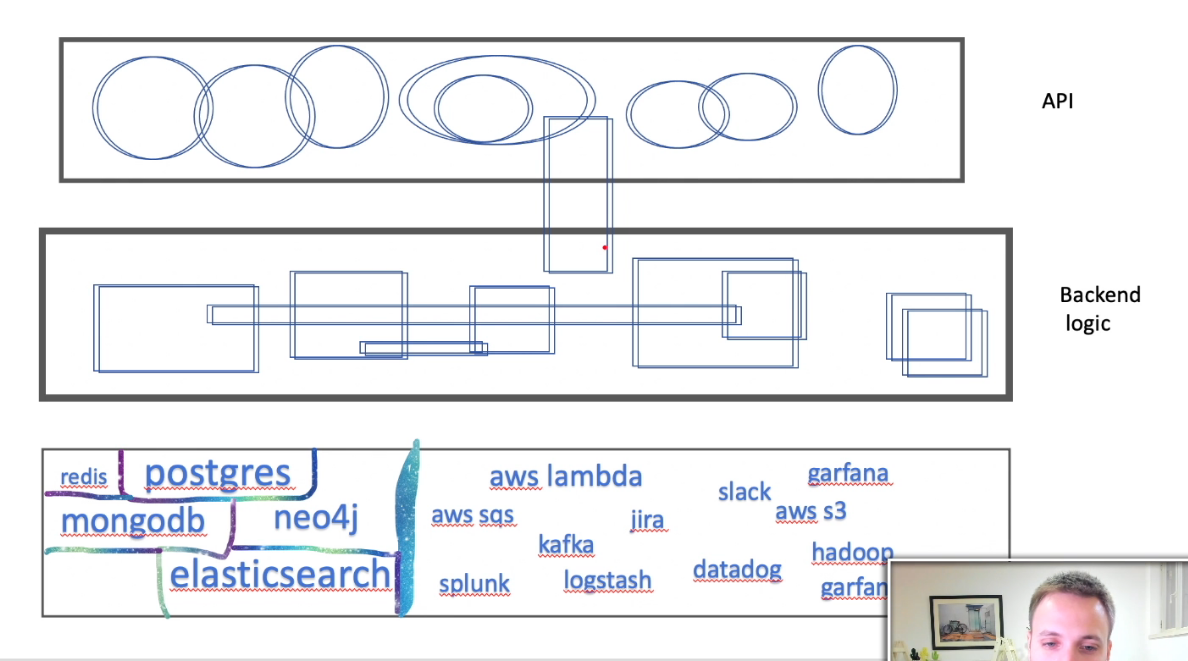 API
Backend
logic
redis
postgres
mongodb
neo4j
elasticsearch
aws lambda
garfana
slack
aws s3
aws sqs
jira
kafka
hadoop
datadog
splunk
logstash
garfan